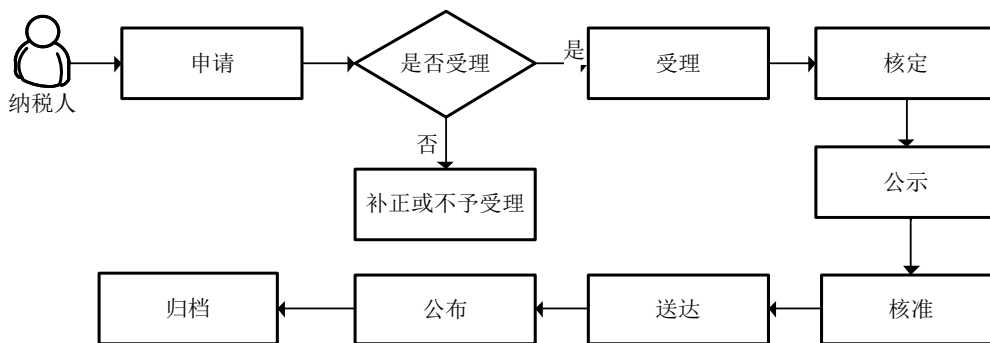 纳税人
申请
是否受理
是
受理
核定
否
补正或不予受理
公示
核准
送达
公布
归档